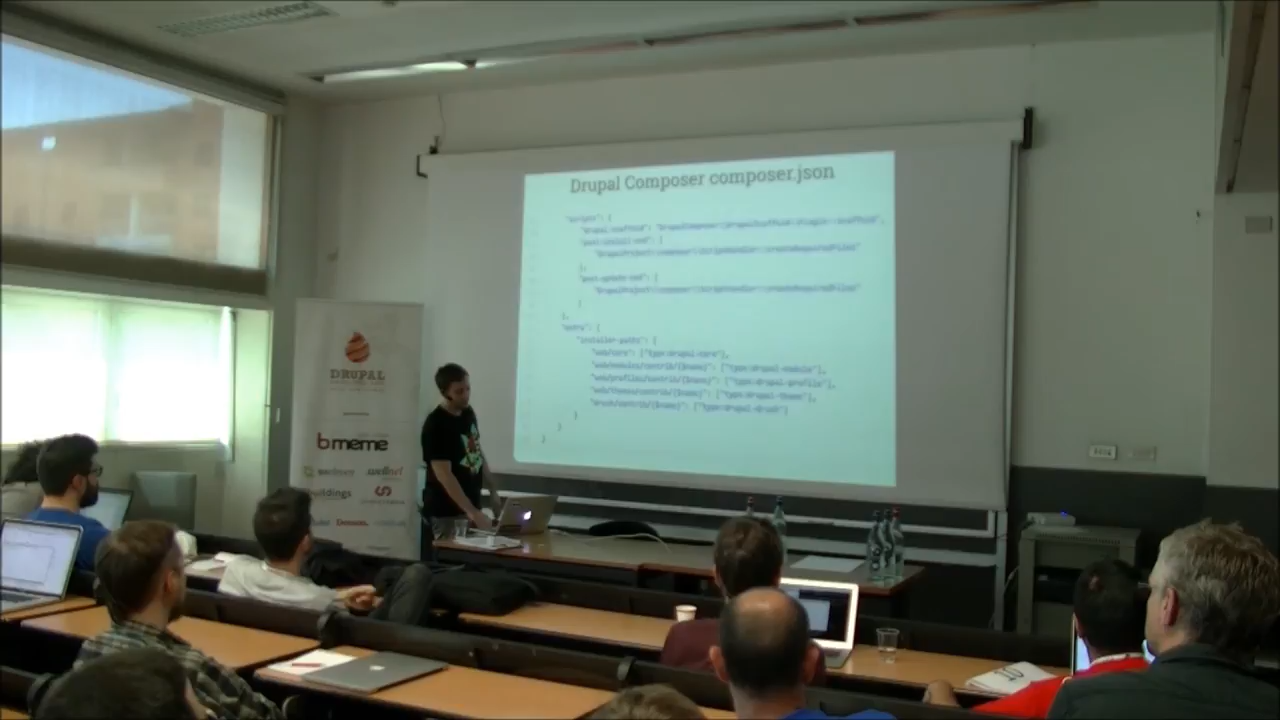 Drupal Composer composer.json
"scripts": {
"drupal-scaffold": "DrupalComposer\\DrupalScaffold\\Plugin::scaffold",
"post-install-cmd": [
"DrupalProject\\composer\\ScriptHandler::createRequiredFiles"
],
"post-update-cmd": [
"DrupalProject\\composer\\ScriptHandler::createRequiredFiles"
]
},
"extra": {
"installer-paths": {
"web/core": ["type:drupal-core"],
"web/modules/contrib/{$name}": ["type:drupal-module"],
"web/profiles/contrib/{$name}": ["type:drupal-profile"],
"web/themes/contrib/{$name}": ["type:drupal-theme"],
"drush/contrib/{$name}": ["type:drupal-drush"]
}
}
}
DRUPAL
bmeme
wellnet
buildings